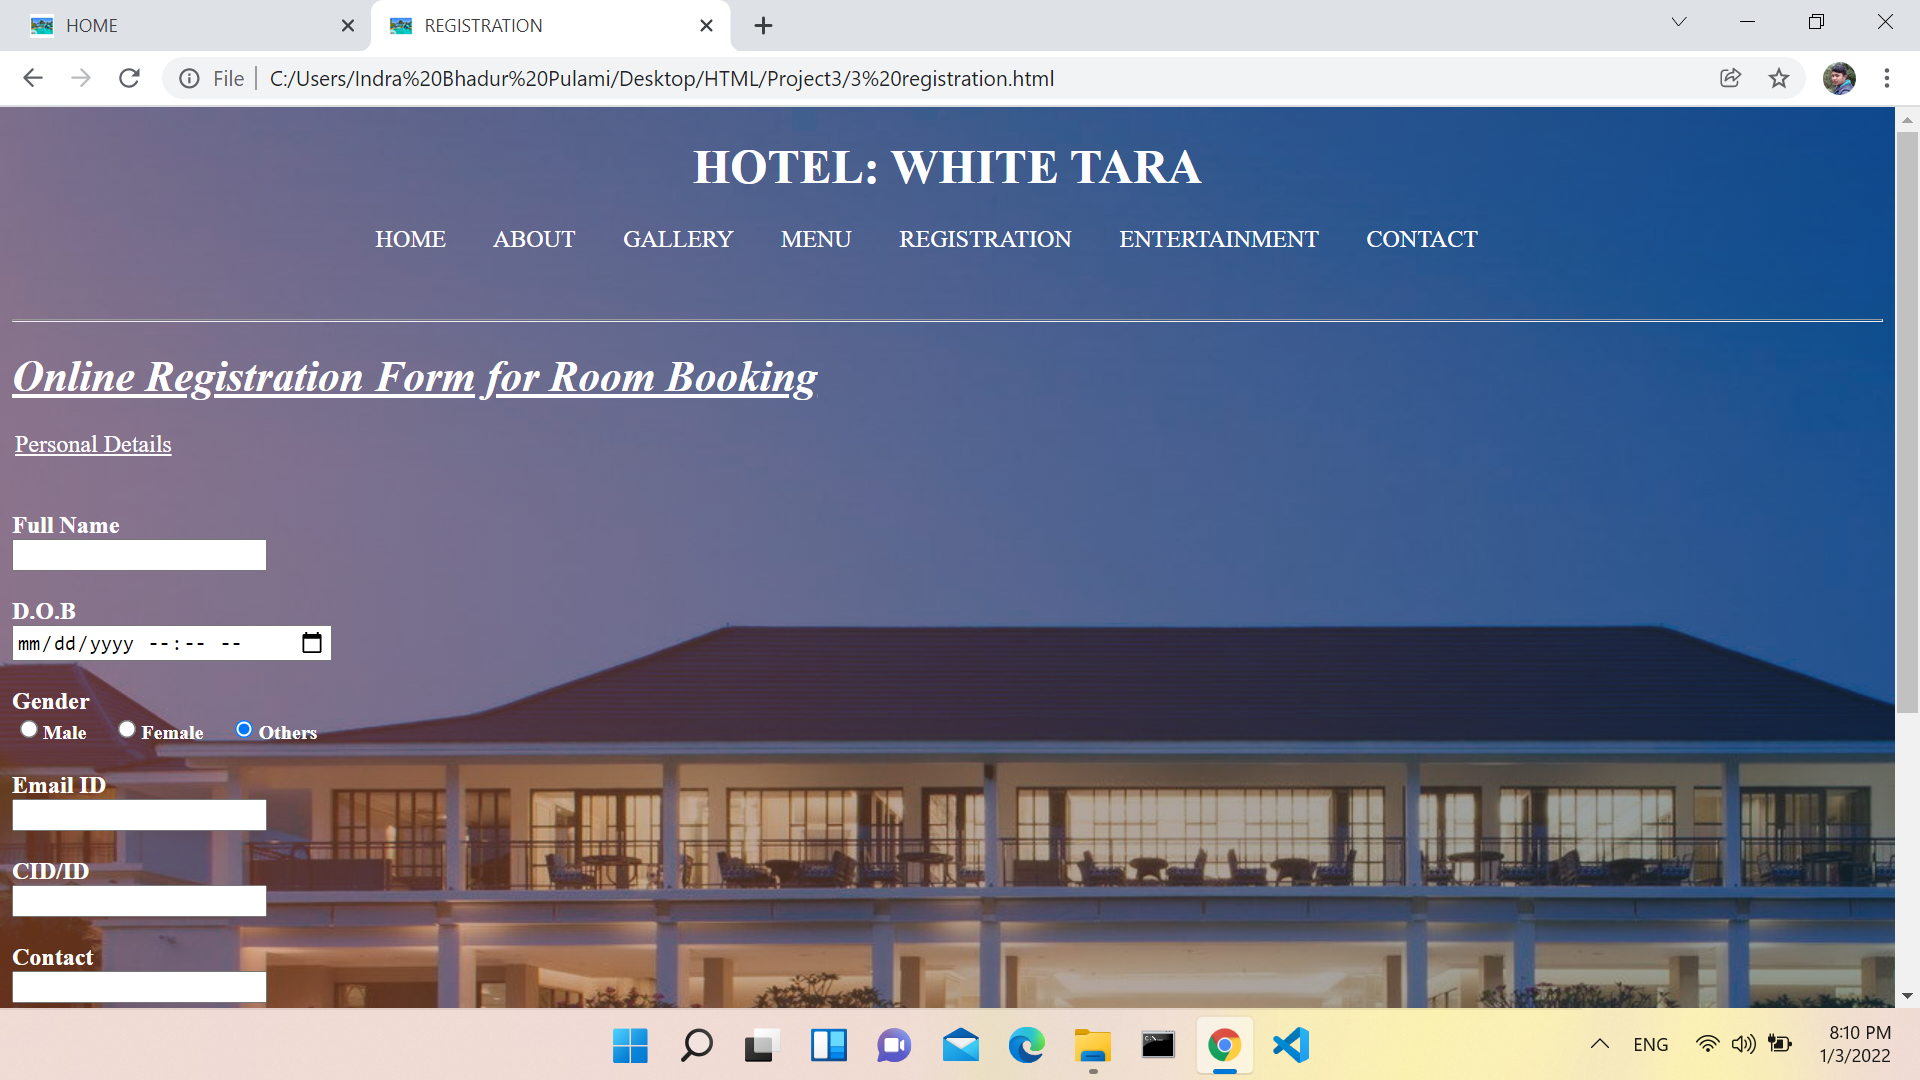 HOME
REGISTRATION
File
C:/Users/Indra%20Bhadur%20Pulami/Desktop/HTML/Project3/3%20registration.html
HOTEL: WHITE TARA
HOME ABOUT GALLERY MENU REGISTRATION ENTERTAINMENT CONTACT
Online Registration Form for Room Booking
Personal Details
Full Name
D.O.B
mm/dd/yyyy --:-- --
Gender
Male Female Others
Email ID
CID/ID
Contact
ENG
8:10 PM
1/3/2022